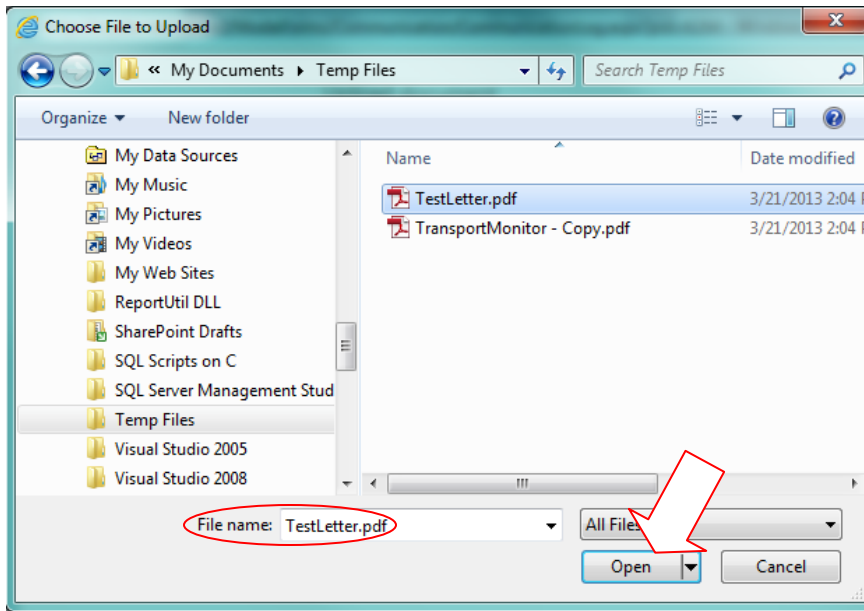 Choose File to Upload
« My Documents ▸ Temp Files
Search Temp Files
Organize
New folder
Name
Date modified
My Data Sources
My Music
My Pictures
My Videos
My Web Sites
ReportUtil DLL
SharePoint Drafts
SQL Scripts on C
SQL Server Management Stud
Temp Files
Visual Studio 2005
Visual Studio 2008
TestLetter.pdf
3/21/2013 2:04
TransportMonitor - Copy.pdf
3/21/2013 2:04
File name: TestLetter.pdf
All Files
Open
Cancel